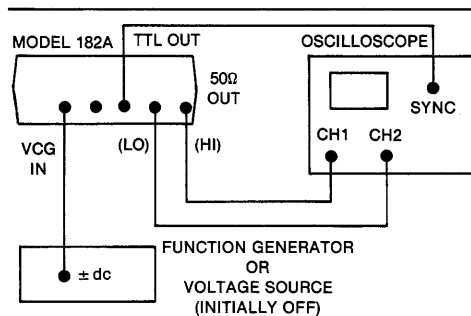 MODEL 182A
TTL OUT
OSCILLOSCOPE
50Ω
OUT
SYNC
VCG
IN
(LO)
(HI)
CH1
CH2
± dc
FUNCTION GENERATOR
OR
VOLTAGE SOURCE
(INITIALLY OFF)